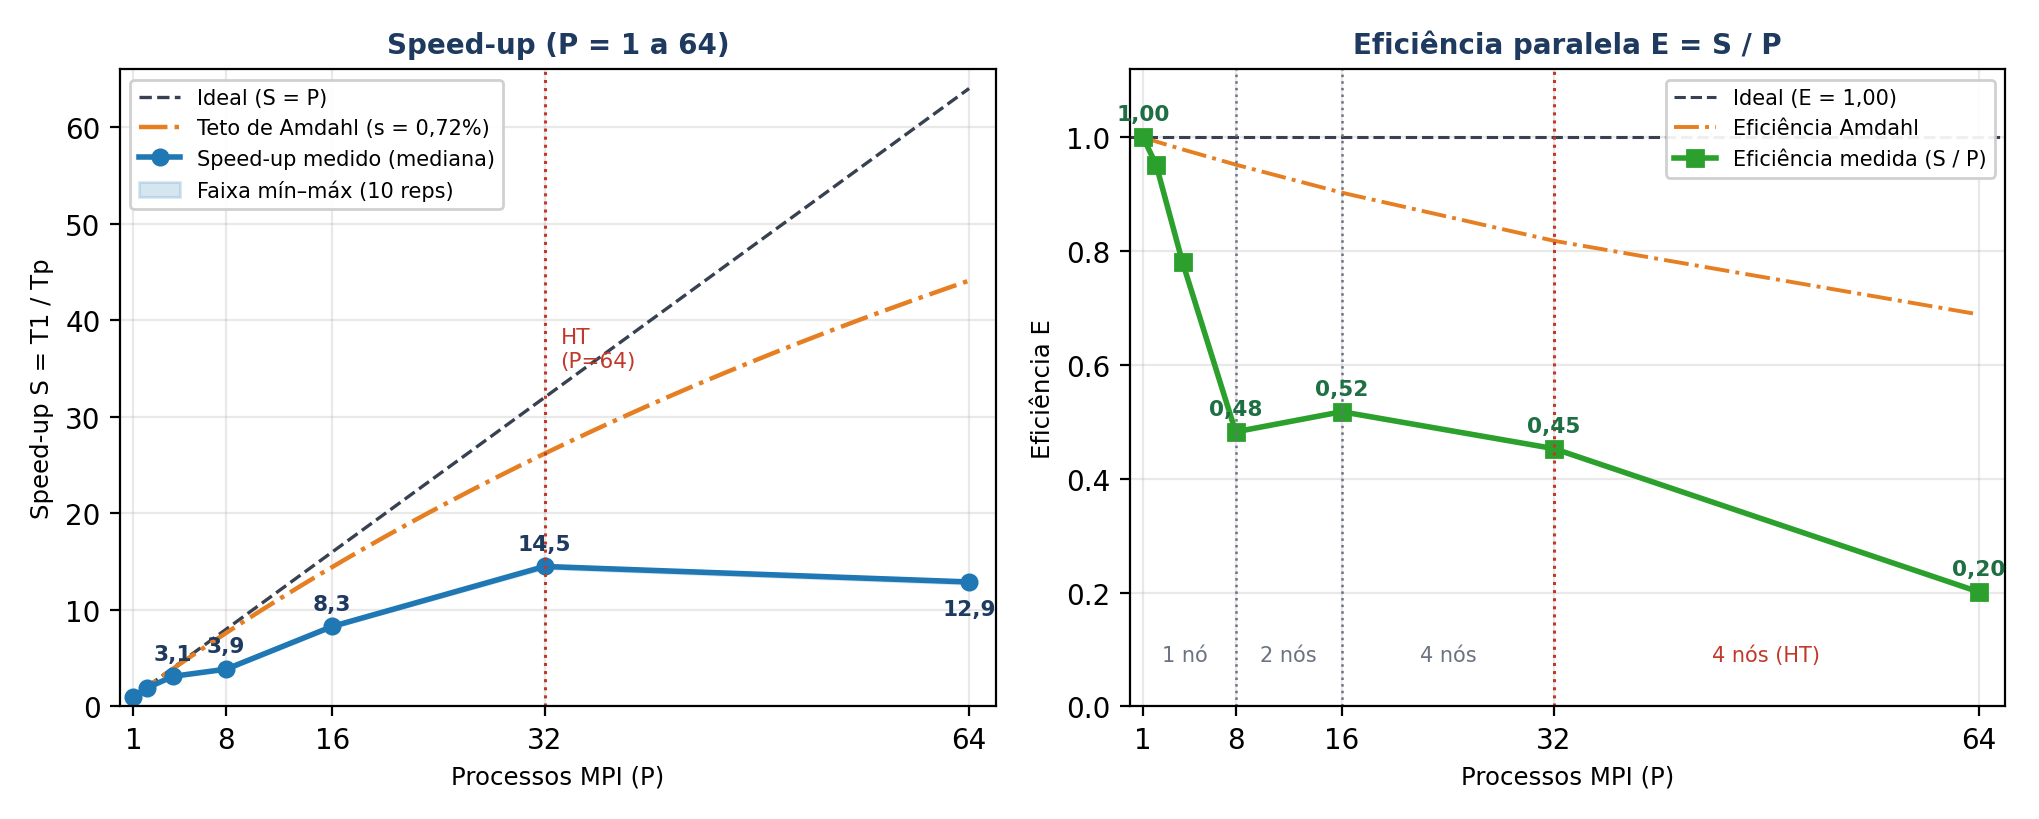 Speed-up (P = 1 a 64)
Ideal (S = P)
Teto de Amdahl (s = 0,72%)
Speed-up medido (mediana)
Faixa mín–máx (10 reps)
60
50
40
30
20
10
0
Speed-up S = T1 / Tp
HT
(P=64)
14,5
12,9
8,3
3,1
3,9
1
8
16
32
64
Processos MPI (P)
Eficiência paralela E = S / P
Ideal (E = 1,00)
Eficiência Amdahl
Eficiência medida (S / P)
1.0
0.8
0.6
0.4
0.2
0.0
Eficiência E
1,00
0,48
0,52
0,45
0,20
1 nó
2 nós
4 nós
4 nós (HT)
1
8
16
32
64
Processos MPI (P)